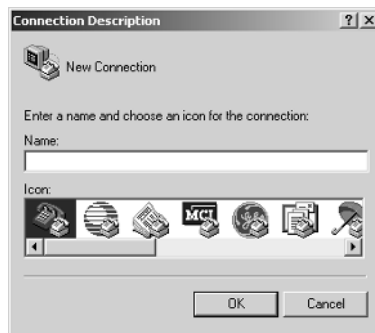 Connection Description
New Connection
Enter a name and choose an icon for the connection:
Name:
Icon:
MCI
OK
Cancel